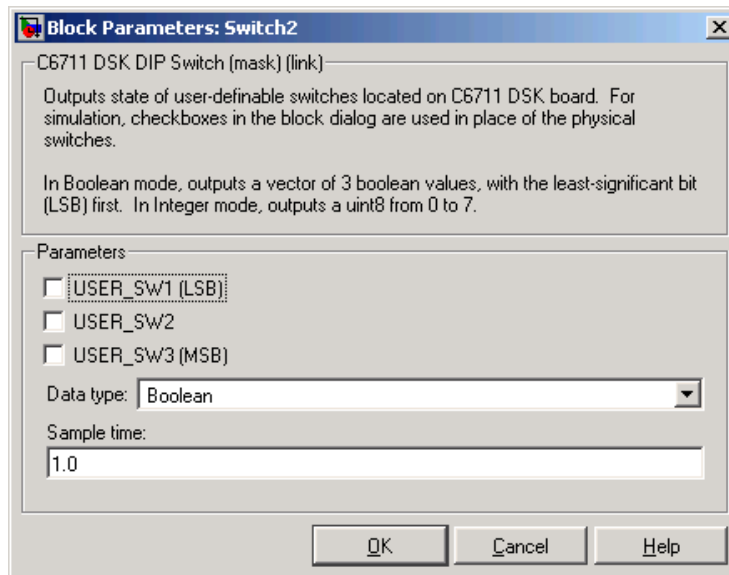 Block Parameters: Switch2
C6711 DSK DIP Switch (mask) (link)
Outputs state of user-definable switches located on C6711 DSK board. For
simulation, checkboxes in the block dialog are used in place of the physical
switches.
In Boolean mode, outputs a vector of 3 boolean values, with the least-significant bit
(LSB) first. In Integer mode, outputs a uint8 from 0 to 7.
Parameters
USER_SW1 (LSB)
USER_SW2
USER_SW3 (MSB)
Data type: Boolean
Sample time:
1.0
OK Cancel Help